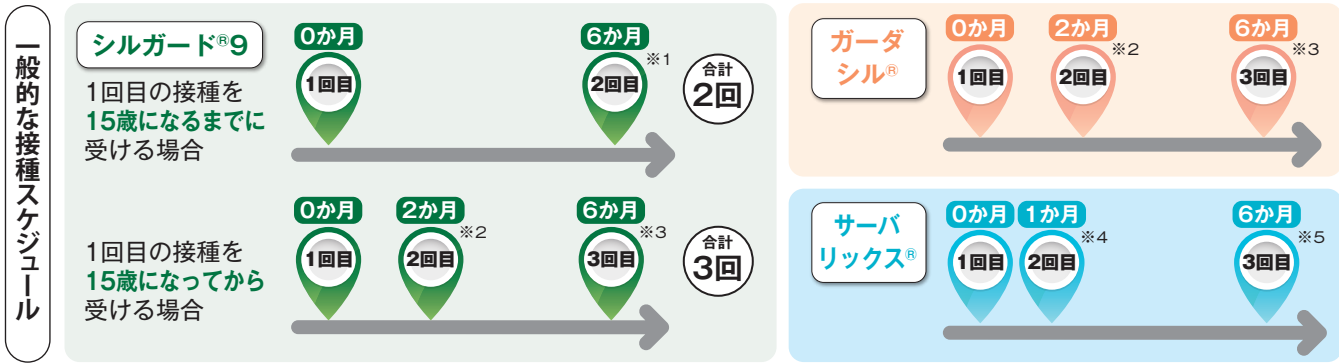 一般的な接種スケジュール
シルガード®9
1回目の接種を
15歳になるまでに
受ける場合
0か月
6か月
※1
1回目
2回目
合計
2回
1回目の接種を
15歳になってから
受ける場合
0か月
2か月
6か月
※2
※3
1回目
2回目
3回目
合計
3回
ガーダ
シル®
0か月
2か月
6か月
※2
※3
1回目
2回目
3回目
サーバ
リックス®
0か月
1か月
6か月
※4
※5
1回目
2回目
3回目